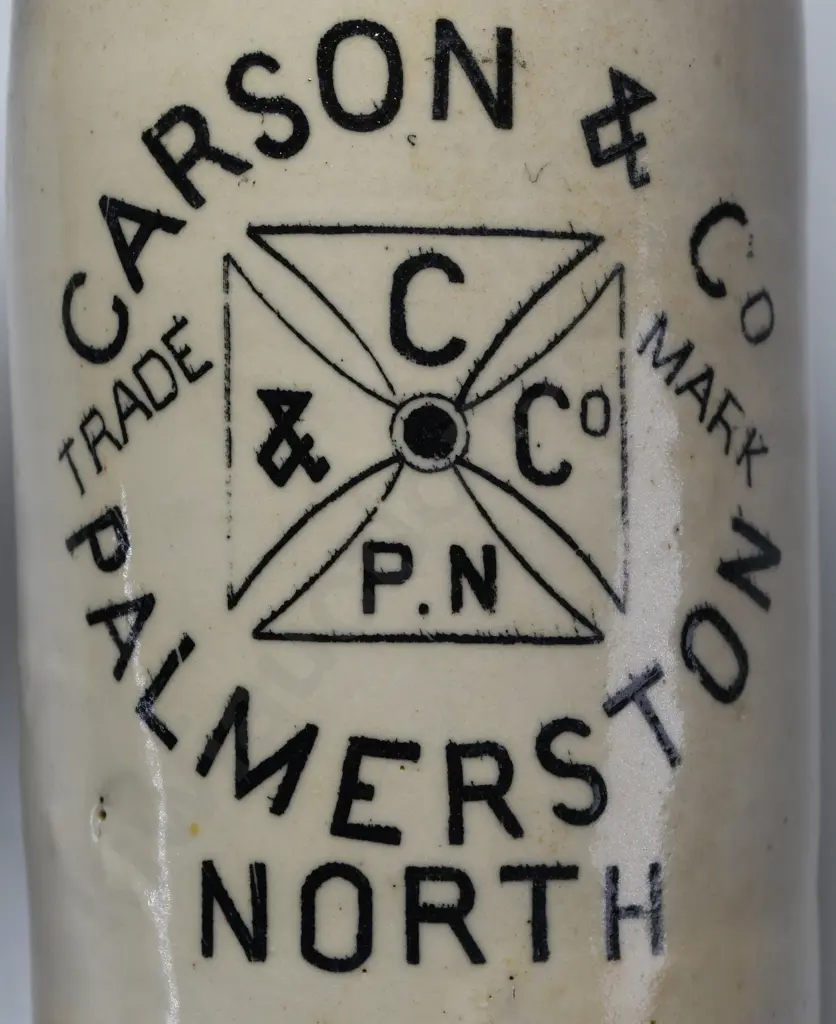 CARSON & Co
TRADE MARK
C
& Co
P.N
PALMERSTON
NORTH